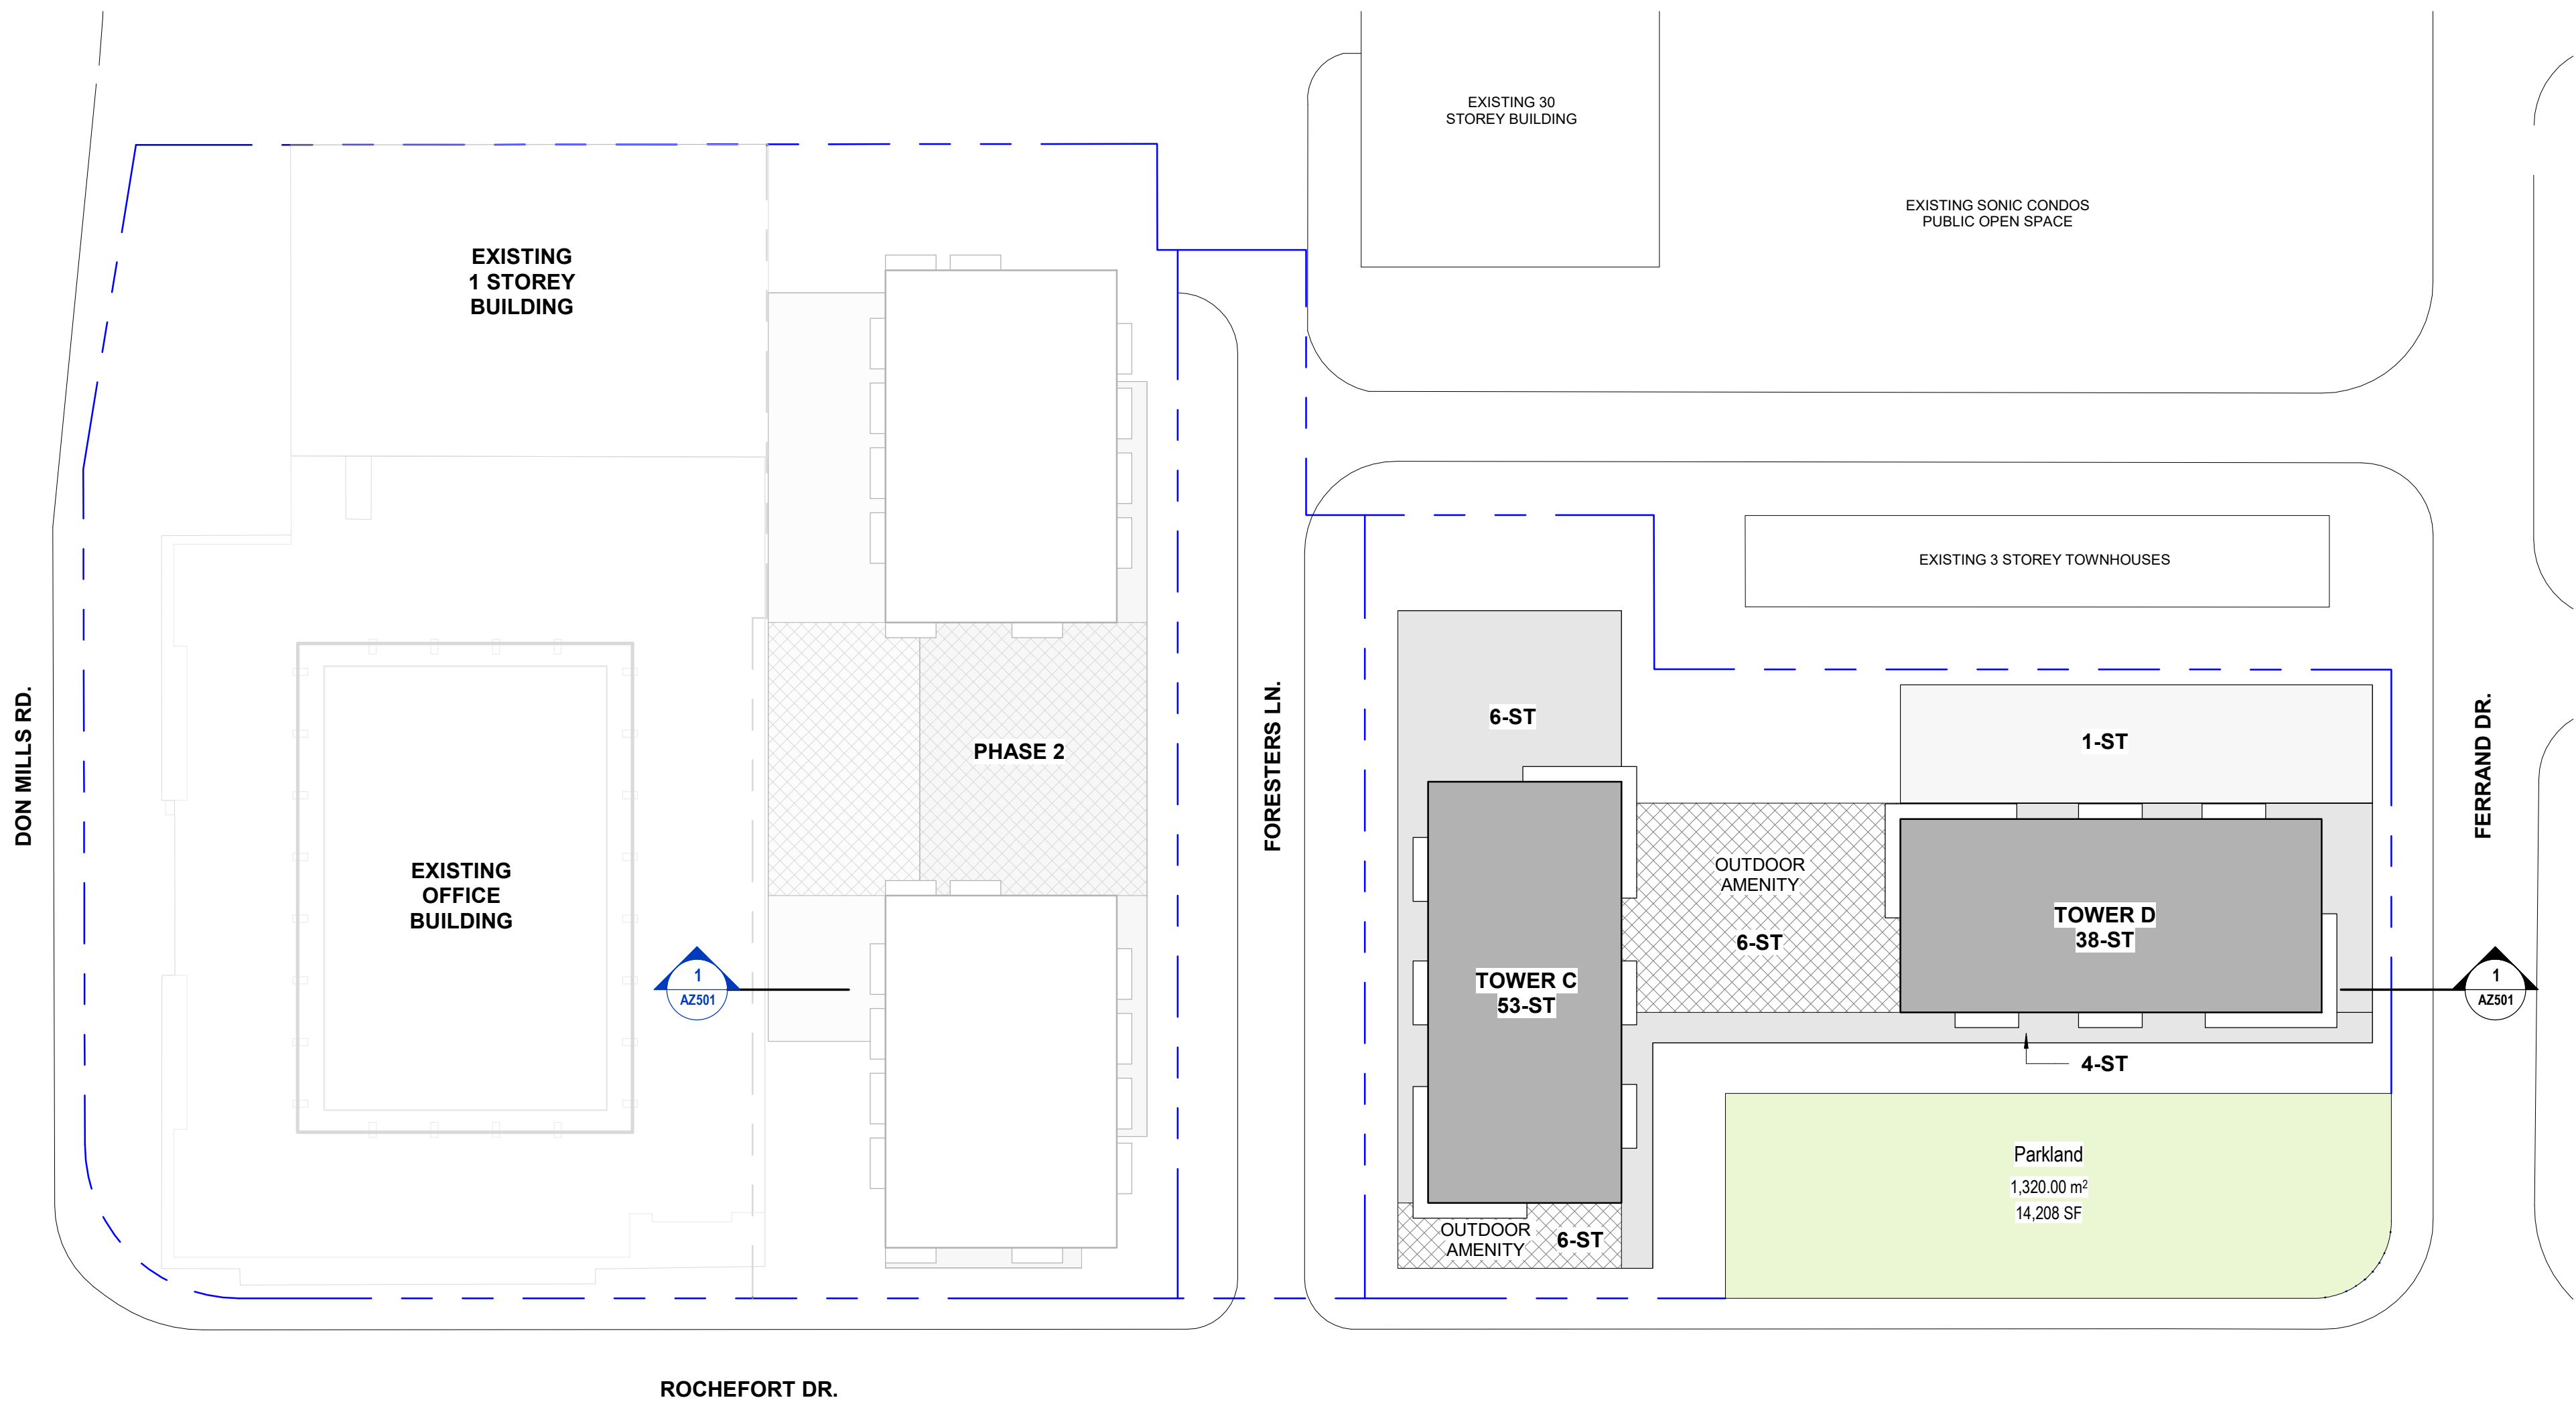 EXISTING 30
STOREY BUILDING
EXISTING SONIC CONDOS
PUBLIC OPEN SPACE
EXISTING
1 STOREY
BUILDING
EXISTING 3 STOREY TOWNHOUSES
DON MILLS RD.
PHASE 2
FORESTERS LN.
6-ST
1-ST
FERRAND DR.
EXISTING
OFFICE
BUILDING
OUTDOOR
AMENITY
6-ST
TOWER D
38-ST
TOWER C
53-ST
1
AZ501
1
AZ501
4-ST
Parkland
1,320.00 m²
14,208 SF
OUTDOOR
AMENITY
6-ST
ROCHEFORT DR.